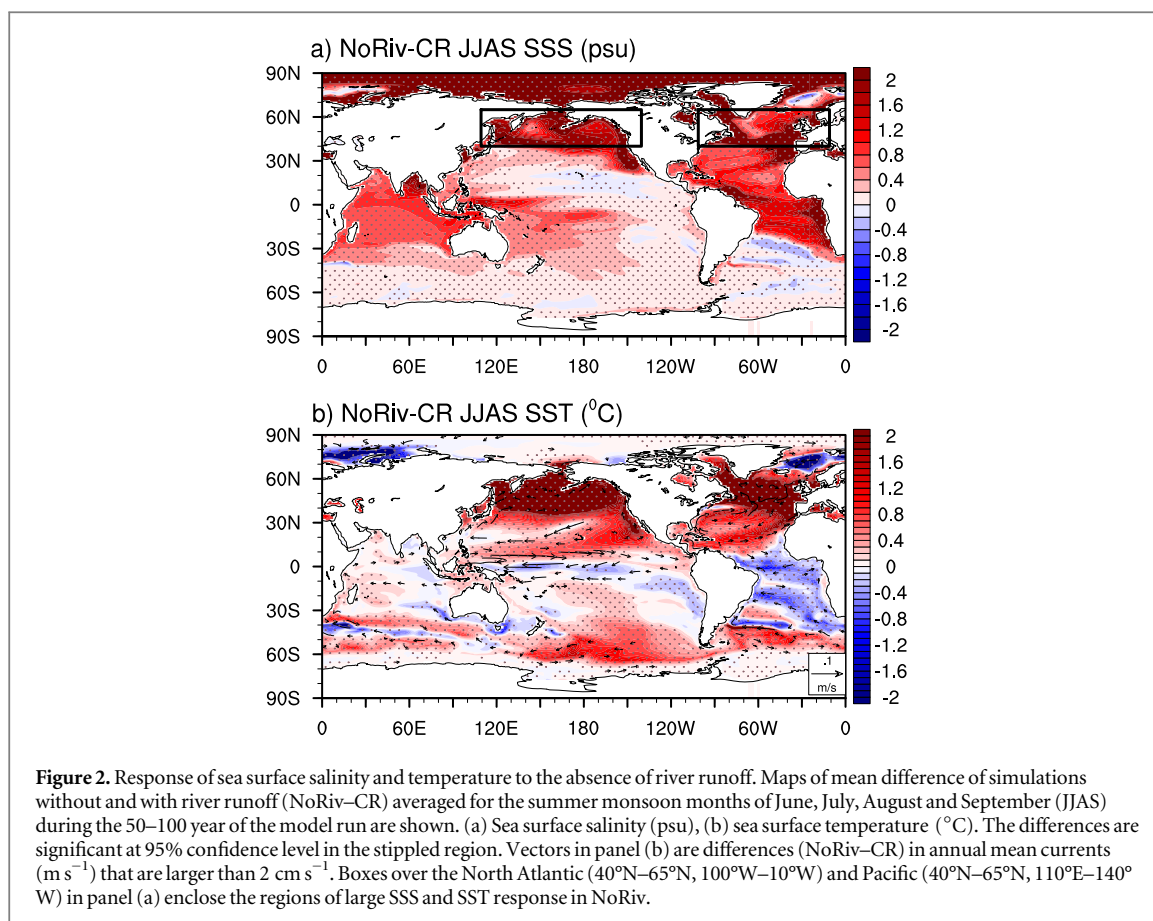 a) NoRiv-CR JJAS SSS (psu)
90N
60N
30N
0
30S
60S
90S
0
60E
120E
180
120W
60W
0
2
1.6
1.2
0.8
0.4
0
-0.4
-0.8
-1.2
-1.6
-2
b) NoRiv-CR JJAS SST (⁰C)
90N
60N
30N
0
30S
60S
90S
0
60E
120E
180
120W
60W
0
.1
m/s
2
1.6
1.2
0.8
0.4
0
-0.4
-0.8
-1.2
-1.6
-2
Figure 2. Response of sea surface salinity and temperature to the absence of river runoff. Maps of mean difference of simulations
without and with river runoff (NoRiv–CR) averaged for the summer monsoon months of June, July, August and September (JJAS)
during the 50–100 year of the model run are shown. (a) Sea surface salinity (psu), (b) sea surface temperature (°C). The differences are
significant at 95% confidence level in the stippled region. Vectors in panel (b) are differences (NoRiv–CR) in annual mean currents
(m s⁻¹) that are larger than 2 cm s⁻¹. Boxes over the North Atlantic (40°N–65°N, 100°W–10°W) and Pacific (40°N–65°N, 110°E–140°
W) in panel (a) enclose the regions of large SSS and SST response in NoRiv.